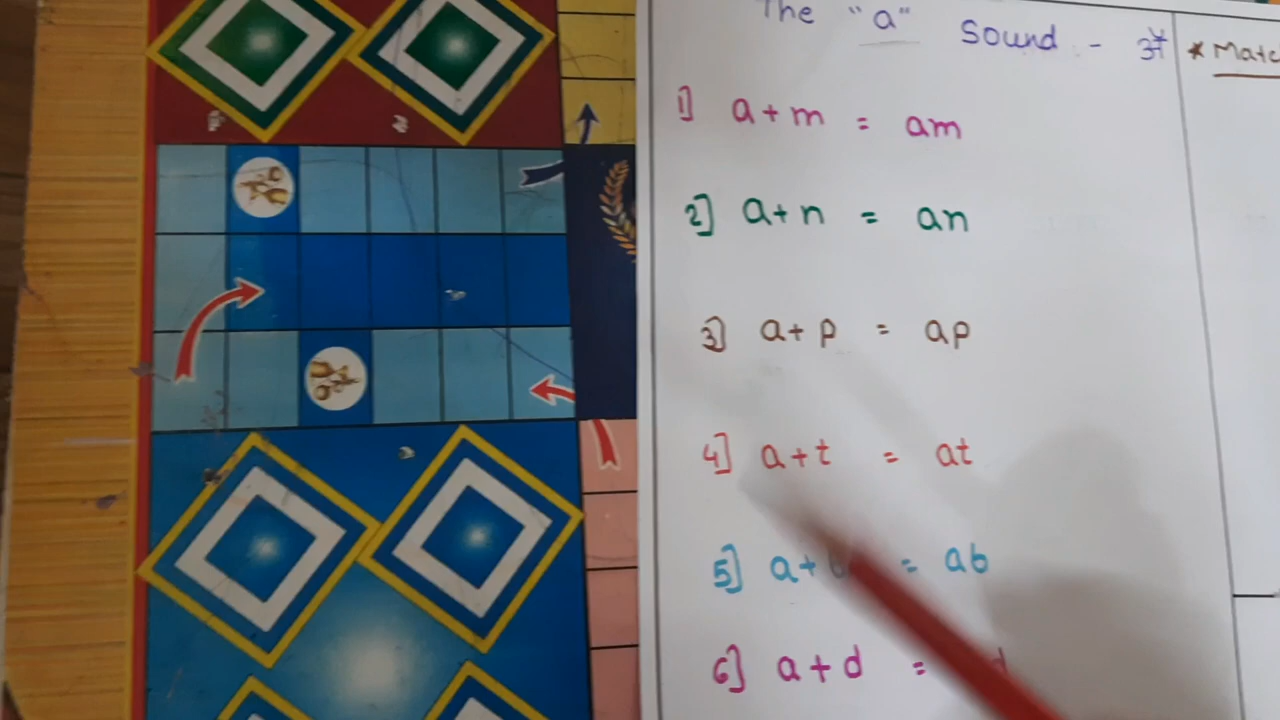 The "a" Sound - अॅ
1] a+m = am
2] a+n = an
3] a+p = ap
4] a+t = at
5] a+b = ab
6] a+d = d
* Matc